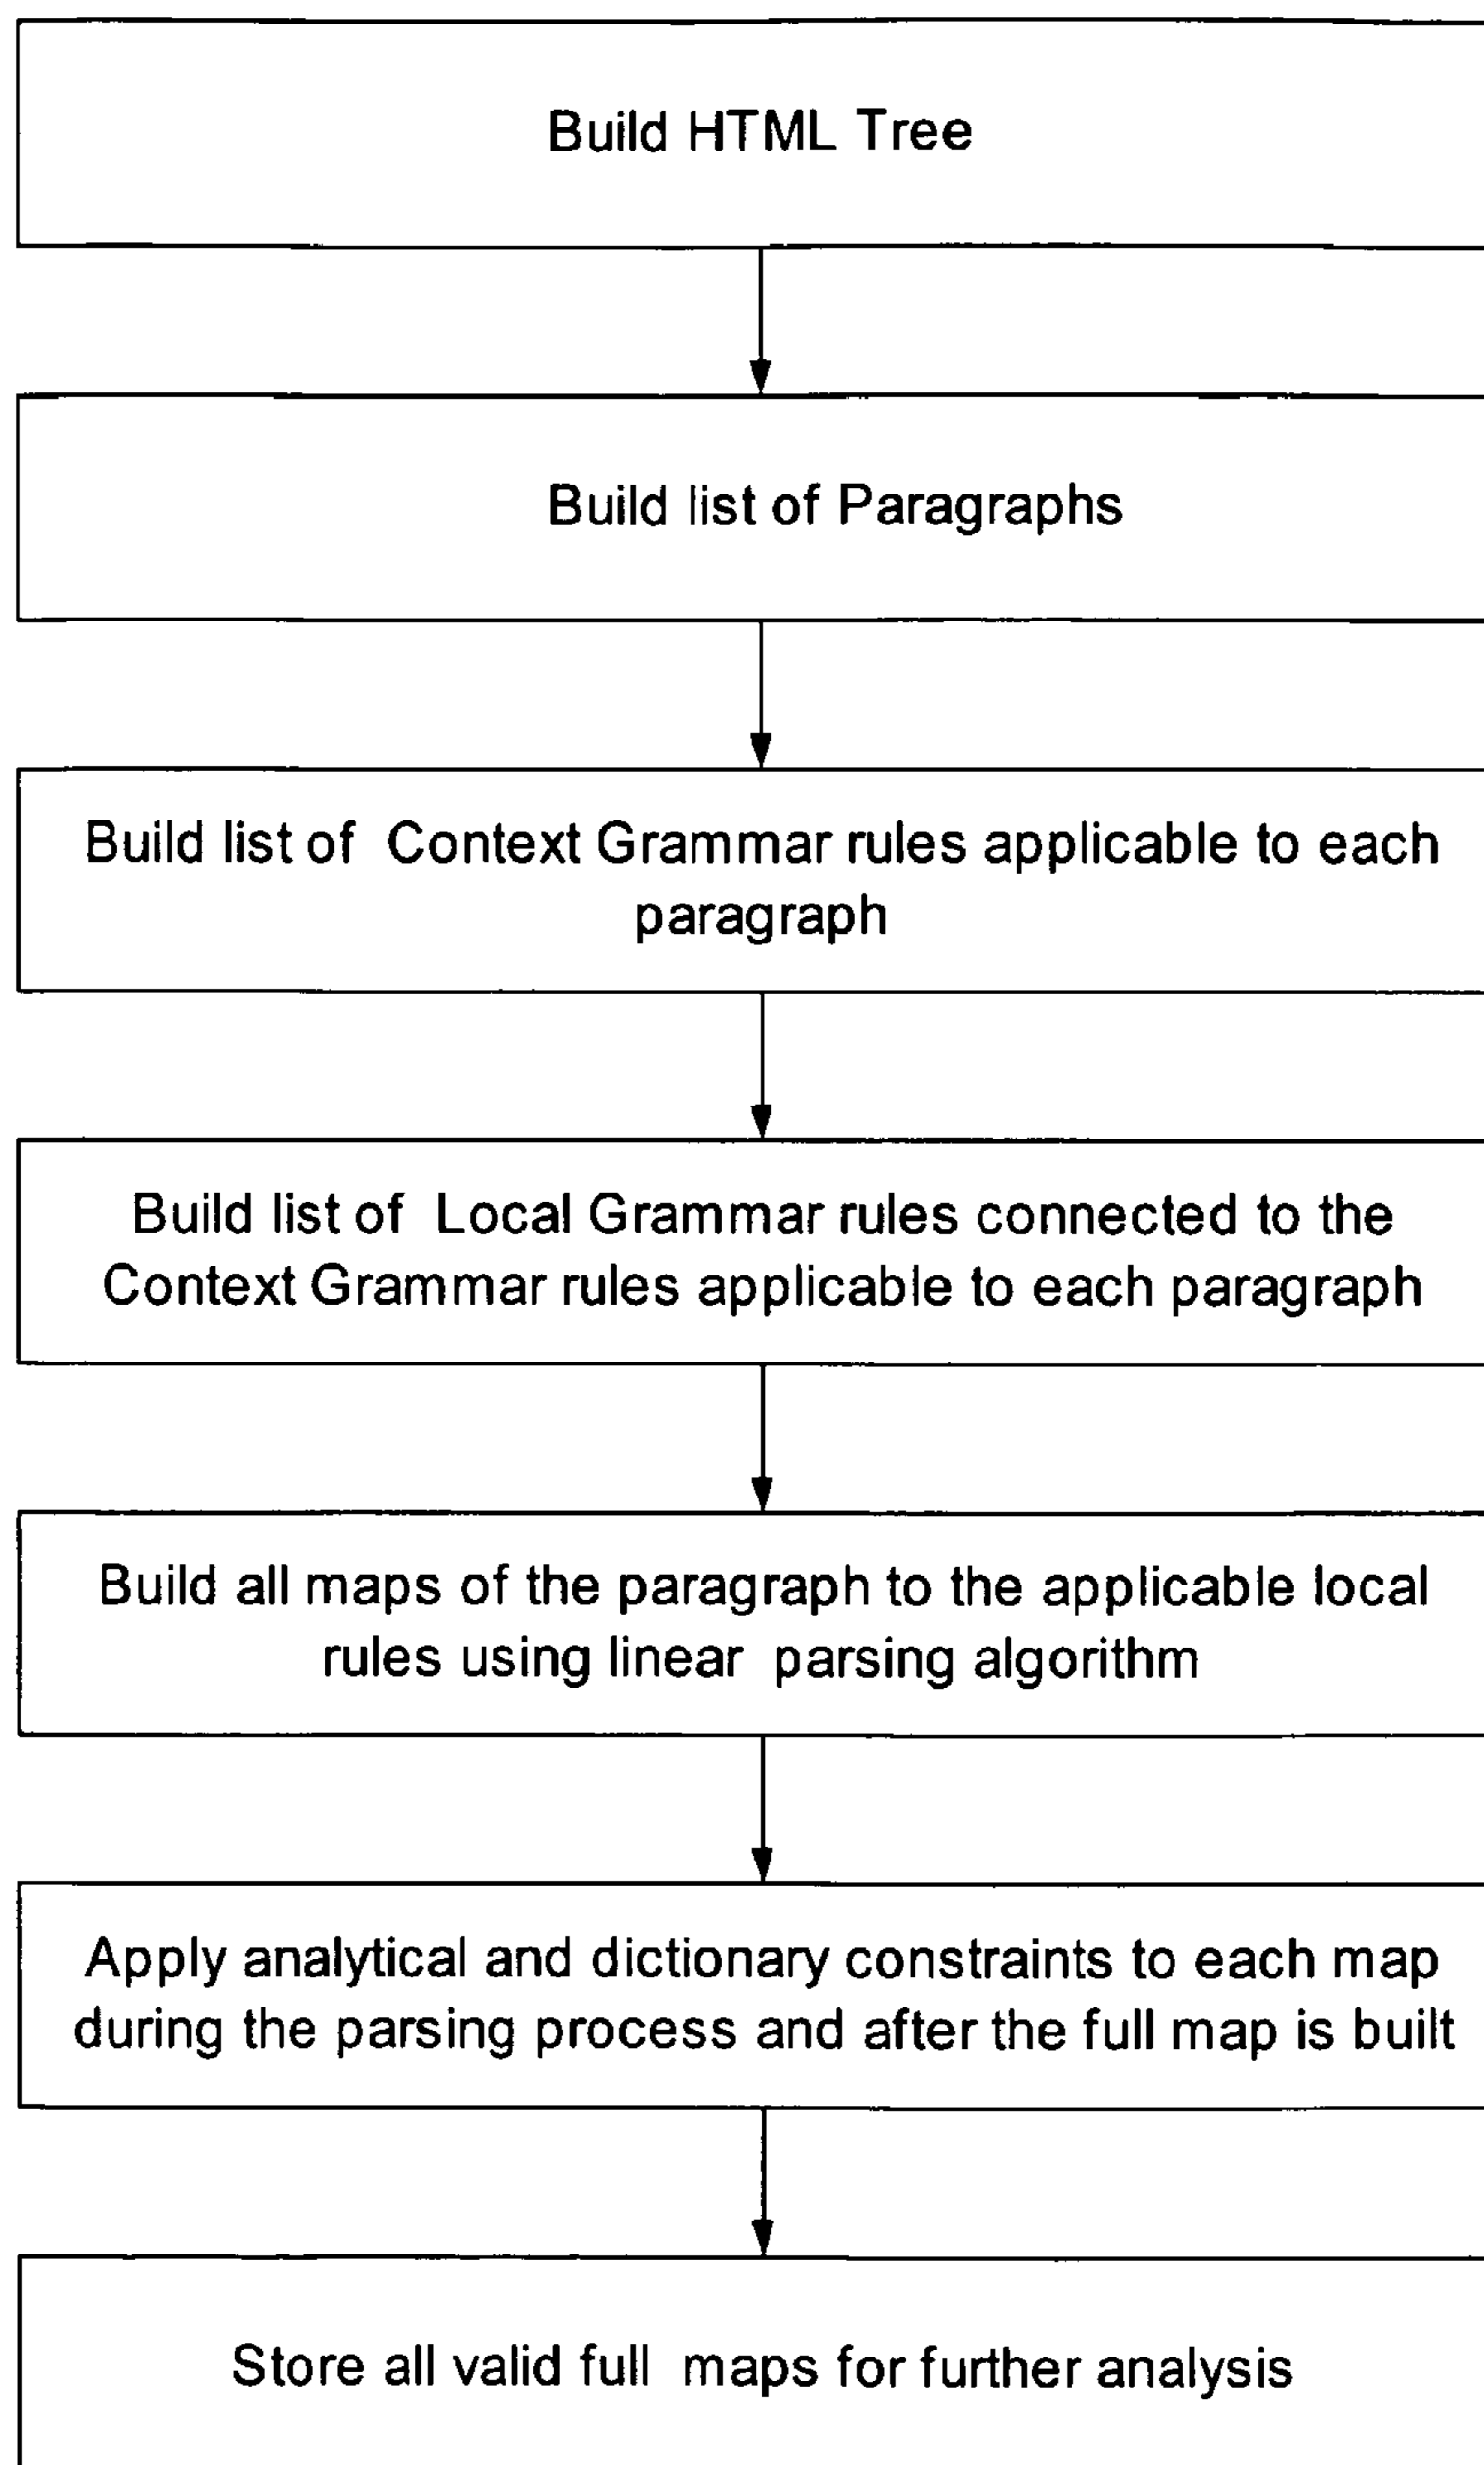 Build HTML Tree
Build list of Paragraphs
Build list of Context Grammar rules applicable to each
paragraph
Build list of Local Grammar rules connected to the
Context Grammar rules applicable to each paragraph
Build all maps of the paragraph to the applicable local
rules using linear parsing algorithm
Apply analytical and dictionary constraints to each map
during the parsing process and after the full map is built
Store all valid full maps for further analysis